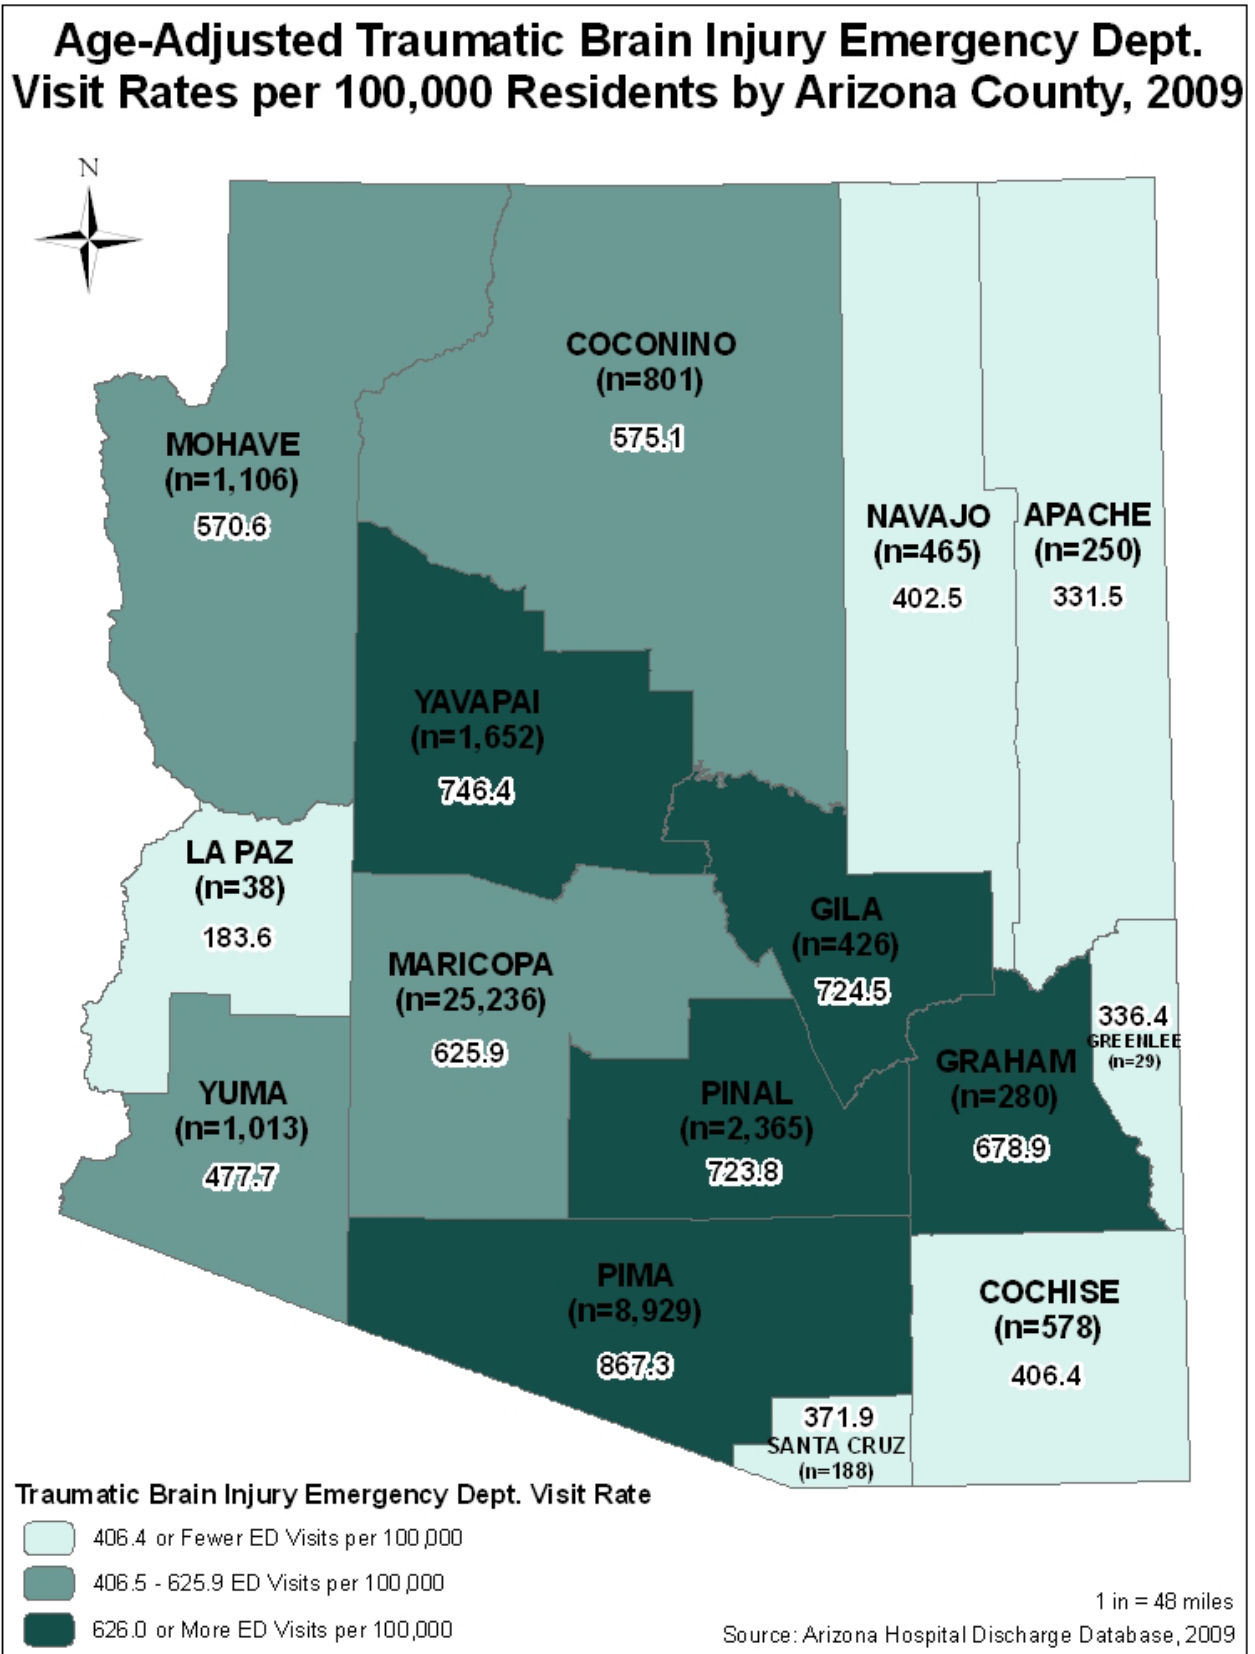 Age-Adjusted Traumatic Brain Injury Emergency Dept.
Visit Rates per 100,000 Residents by Arizona County, 2009
N
COCONINO
(n=801)
575.1
MOHAVE
(n=1,106)
570.6
NAVAJO
(n=465)
402.5
APACHE
(n=250)
331.5
YAVAPAI
(n=1,652)
746.4
LA PAZ
(n=38)
183.6
GILA
(n=426)
724.5
MARICOPA
(n=25,236)
625.9
336.4
GREENLEE
(n=29)
GRAHAM
(n=280)
678.9
YUMA
(n=1,013)
477.7
PINAL
(n=2,365)
723.8
PIMA
(n=8,929)
867.3
COCHISE
(n=578)
406.4
371.9
SANTA CRUZ
(n=188)
Traumatic Brain Injury Emergency Dept. Visit Rate
406.4 or Fewer ED Visits per 100,000
406.5 - 625.9 ED Visits per 100,000
626.0 or More ED Visits per 100,000
1 in = 48 miles
Source: Arizona Hospital Discharge Database, 2009